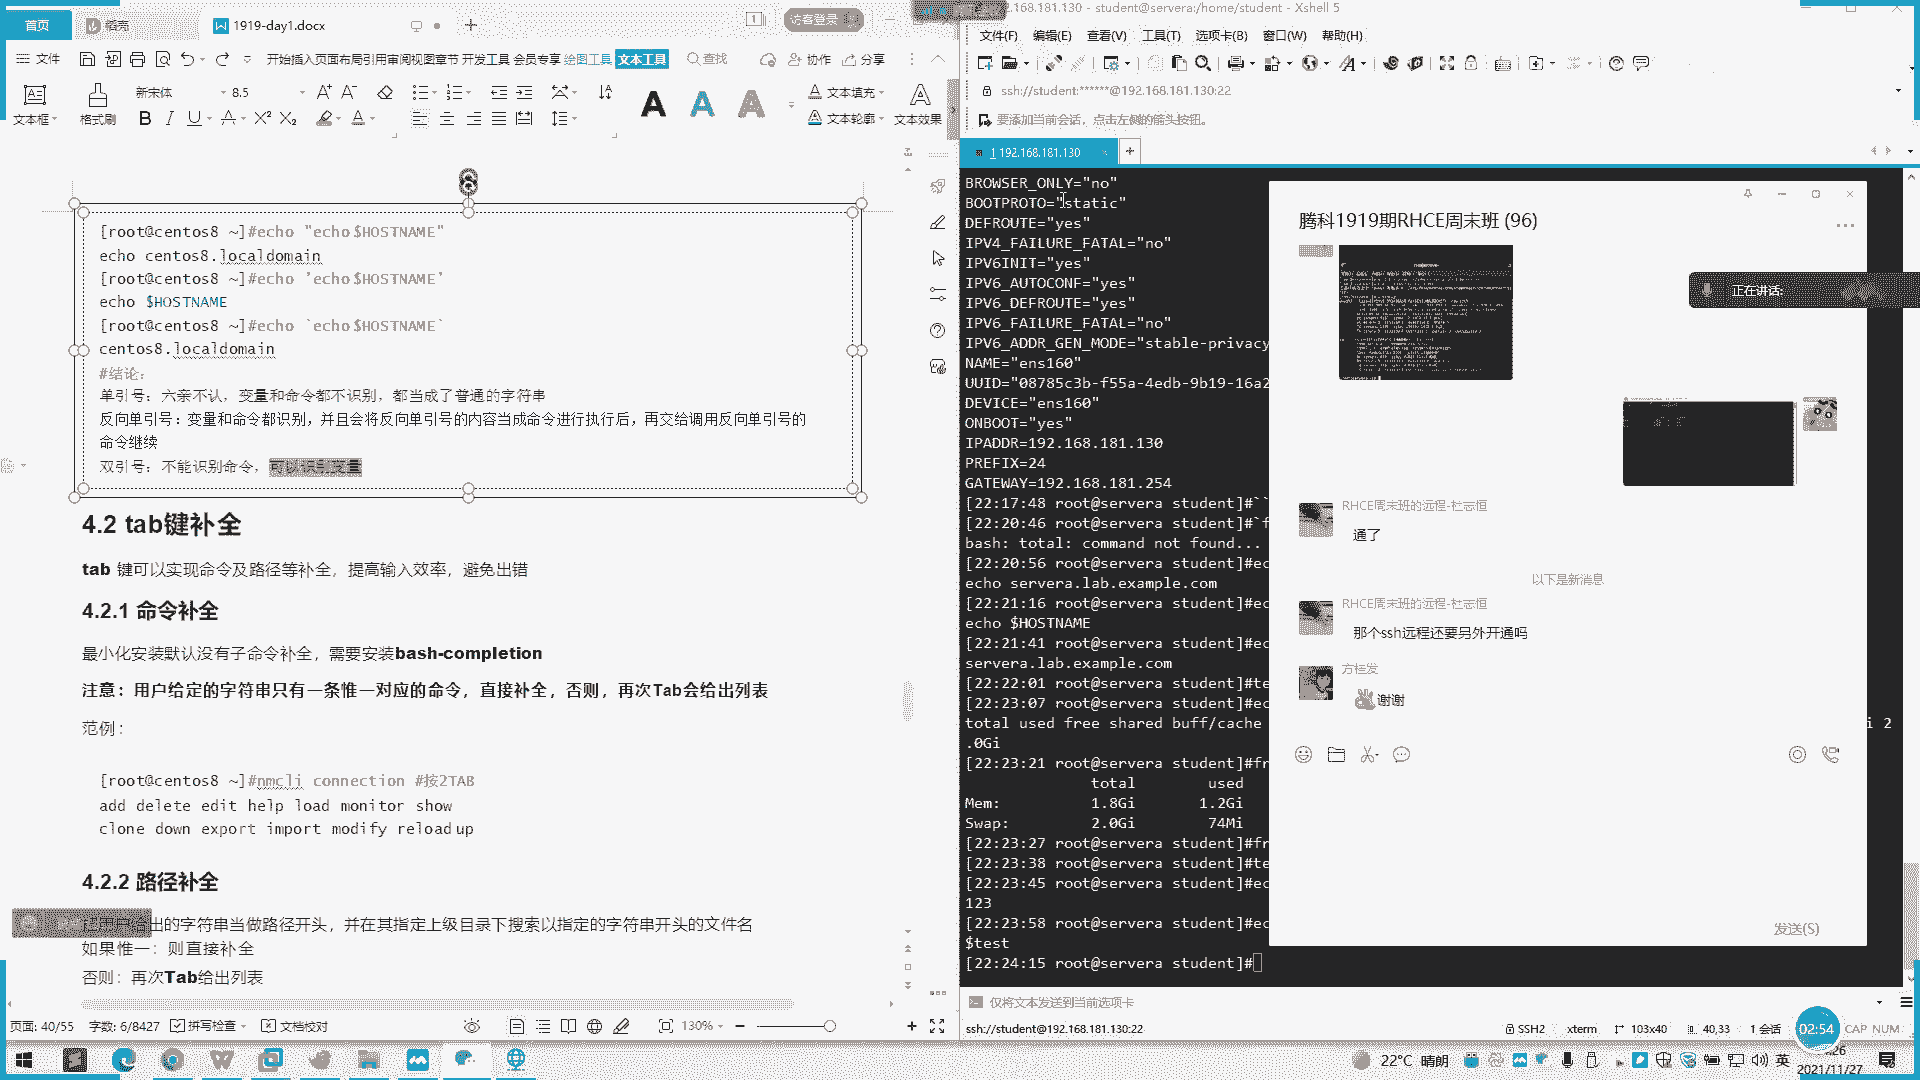 首页
稻壳
1919-day1.docx
访客登录
文件
开始 插入 页面布局 引用 审阅 视图 章节 开发工具 会员专享 绘图工具 文本工具
查找
协作
分享
文本框
格式刷
新宋体
8.5
文本填充
文本轮廓
文本效果
[root@centos8 ~]#echo "echo $HOSTNAME"
echo centos8.localdomain
[root@centos8 ~]#echo 'echo $HOSTNAME'
echo $HOSTNAME
[root@centos8 ~]#echo `echo $HOSTNAME`
centos8.localdomain
#结论:
单引号：六亲不认，变量和命令都不识别，都当成了普通的字符串
反向单引号：变量和命令都识别，并且会将反向单引号的内容当成命令进行执行后，再交给调用反向单引号的
命令继续
双引号：不能识别命令，可以识别变量
4.2 tab键补全
tab 键可以实现命令及路径等补全，提高输入效率，避免出错
4.2.1 命令补全
最小化安装默认没有子命令补全，需要安装bash-completion
注意：用户给定的字符串只有一条惟一对应的命令，直接补全，否则，再次Tab会给出列表
范例：
[root@centos8 ~]#nmcli connection #按2TAB
add delete edit help load monitor show
clone down export import modify reload up
4.2.2 路径补全
出的字符串当做路径开头，并在其指定上级目录下搜索以指定的字符串开头的文件名
如果惟一：则直接补全
否则：再次Tab给出列表
页面: 40/55 字数: 6/8427 拼写检查 文档校对
130%
192.168.181.130 - student@servera:/home/student - Xshell 5
文件(F) 编辑(E) 查看(V) 工具(T) 选项卡(B) 窗口(W) 帮助(H)
ssh://student:******@192.168.181.130:22
要添加当前会话，点击左侧的箭头按钮。
1 192.168.181.130
BROWSER_ONLY="no"
BOOTPROTO="static"
DEFROUTE="yes"
IPV4_FAILURE_FATAL="no"
IPV6INIT="yes"
IPV6_AUTOCONF="yes"
IPV6_DEFROUTE="yes"
IPV6_FAILURE_FATAL="no"
IPV6_ADDR_GEN_MODE="stable-privacy
NAME="ens160"
UUID="08785c3b-f55a-4edb-9b19-16a2
DEVICE="ens160"
ONBOOT="yes"
IPADDR=192.168.181.130
PREFIX=24
GATEWAY=192.168.181.254
[22:17:48 root@servera student]#``
[22:20:46 root@servera student]#`f
bash: total: command not found...
[22:20:56 root@servera student]#ec
echo servera.lab.example.com
[22:21:16 root@servera student]#ec
echo $HOSTNAME
[22:21:41 root@servera student]#ec
servera.lab.example.com
[22:22:01 root@servera student]#te
[22:23:07 root@servera student]#ec
total used free shared buff/cache
i 2
.0Gi
[22:23:21 root@servera student]#fr
total used
Mem: 1.8Gi 1.2Gi
Swap: 2.0Gi 74Mi
[22:23:27 root@servera student]#fr
[22:23:38 root@servera student]#te
[22:23:45 root@servera student]#ec
123
[22:23:58 root@servera student]#ec
$test
[22:24:15 root@servera student]#
仅将文本发送到当前选项卡
ssh://student@192.168.181.130:22
SSH2 xterm 103x40 40,33 1 会话 CAP NUM
腾科1919期RHCE周末班 (96)
正在讲话:
RHCE周末班的远程-杜志恒
通了
以下是新消息
RHCE周末班的远程-杜志恒
那个ssh远程还要另外开通吗
方桂发
谢谢
发送(S)
02:54
22°C 晴朗
英
2021/11/27